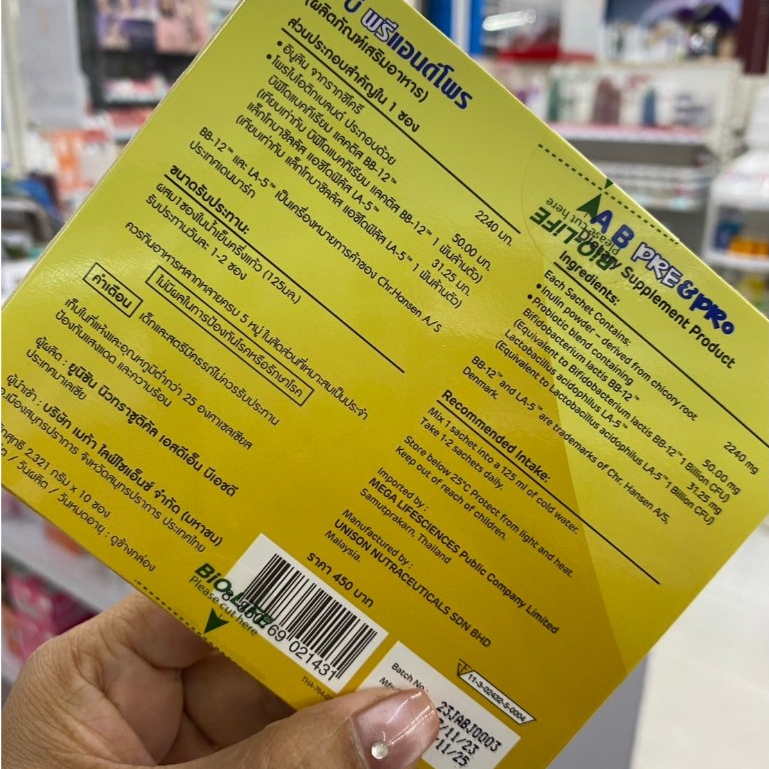 พรีแอนด์โพร
(ผลิตภัณฑ์เสริมอาหาร)
ส่วนประกอบสำคัญใน 1 ซอง
• อินูลิน จากรากชิโครี 2240 มก.
• โพรไบโอติกเบลนด์ ประกอบด้วย
บิฟิโดแบคทีเรียม แลคติส BB-12™ 50.00 มก.
(เทียบเท่ากับ บิฟิโดแบคทีเรียม แลคติส BB-12™ 1 พันล้านตัว)
แล็กโทบาซิลลัส แอซิโดฟิลัส LA-5™ 31.25 มก.
(เทียบเท่ากับ แล็กโทบาซิลลัส แอซิโดฟิลัส LA-5™ 1 พันล้านตัว)
BB-12™ และ LA-5™ เป็นเครื่องหมายการค้าของ Chr.Hansen A/S
ประเทศเดนมาร์ก
ขนาดรับประทาน:
ผสม 1 ซองในน้ำเย็นครึ่งแก้ว (125มล.)
รับประทานวันละ 1-2 ซอง
ควรกินอาหารหลากหลายครบ 5 หมู่ ในสัดส่วนที่เหมาะสมเป็นประจำ
ไม่มีผลในการป้องกันหรือรักษาโรค
คำเตือน เด็กและสตรีมีครรภ์ไม่ควรรับประทาน
เก็บในที่แห้งและอุณหภูมิต่ำกว่า 25 องศาเซลเซียส
ป้องกันแสงแดด และความร้อน
ผู้ผลิต : ยูนิซัน นิวทราซูติคัล เอสดีเอ็น บีเอชดี
ประเทศมาเลเซีย
ผู้นำเข้า : บริษัท เมก้า ไลฟ์ไซแอ็นซ์ จำกัด (มหาชน)
เมืองสมุทรปราการ จังหวัดสมุทรปราการ ประเทศไทย
2.321 กรัม x 10 ซอง
/ วันผลิต / วันหมดอายุ : ดูข้างกล่อง
BiOLiFE
Please cut here
A B PRE & PRO
Dietary Supplement Product
Ingredients:
Each Sachet Contains:
• Inulin powder - derived from chicory root 2240 mg
• Probiotic blend containing
Bifidobacterium lactis BB-12™ 50.00 mg
(Equivalent to Bifidobacterium lactis BB-12™ 1 Billion CFU)
Lactobacillus acidophilus LA-5™ 31.25 mg
(Equivalent to Lactobacillus acidophilus LA-5™ 1 Billion CFU)
BB-12™ and LA-5™ are trademarks of Chr. Hansen A/S,
Denmark.
Recommended Intake:
Mix 1 sachet into a 125 ml of cold water.
Take 1-2 sachets daily.
Store below 25°C Protect from light and heat.
Keep out of reach of children.
Imported by :
MEGA LIFESCIENCES Public Company Limited
Samutprakarn, Thailand
Manufactured by :
UNISON NUTRACEUTICALS SDN BHD
Malaysia.
ราคา 450 บาท
69 021431
BiOLiFE
Please cut here
11-3-02432-5-0004
Batch No.: 23JABJ0003
/11/23
/11/25